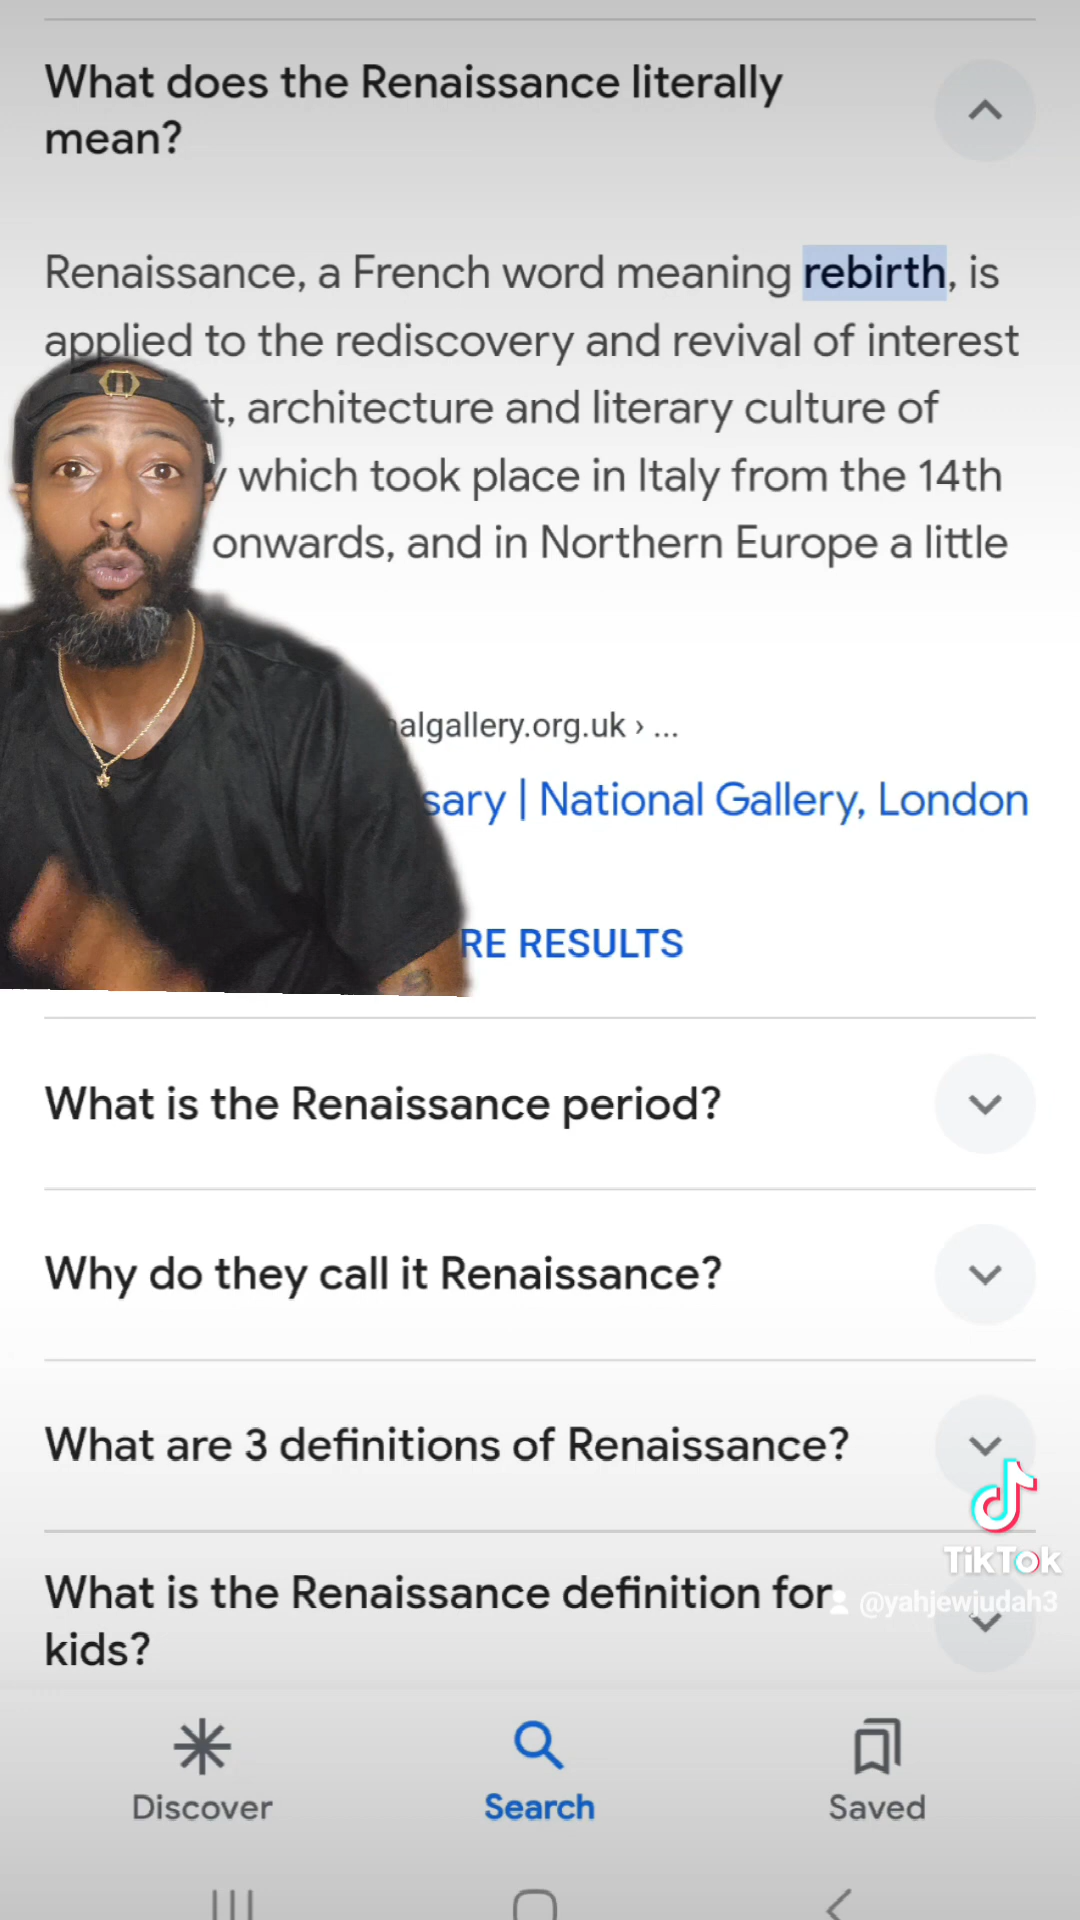 What does the Renaissance literally
mean?
Renaissance, a French word meaning rebirth, is
applied to the rediscovery and revival of interest
architecture and literary culture of
which took place in Italy from the 14th
onwards, and in Northern Europe a little
algallery.org.uk › ...
sary | National Gallery, London
RE RESULTS
What is the Renaissance period?
Why do they call it Renaissance?
What are 3 definitions of Renaissance?
TikTok
What is the Renaissance definition for
@yahjewjudah3
kids?
Discover
Search
Saved